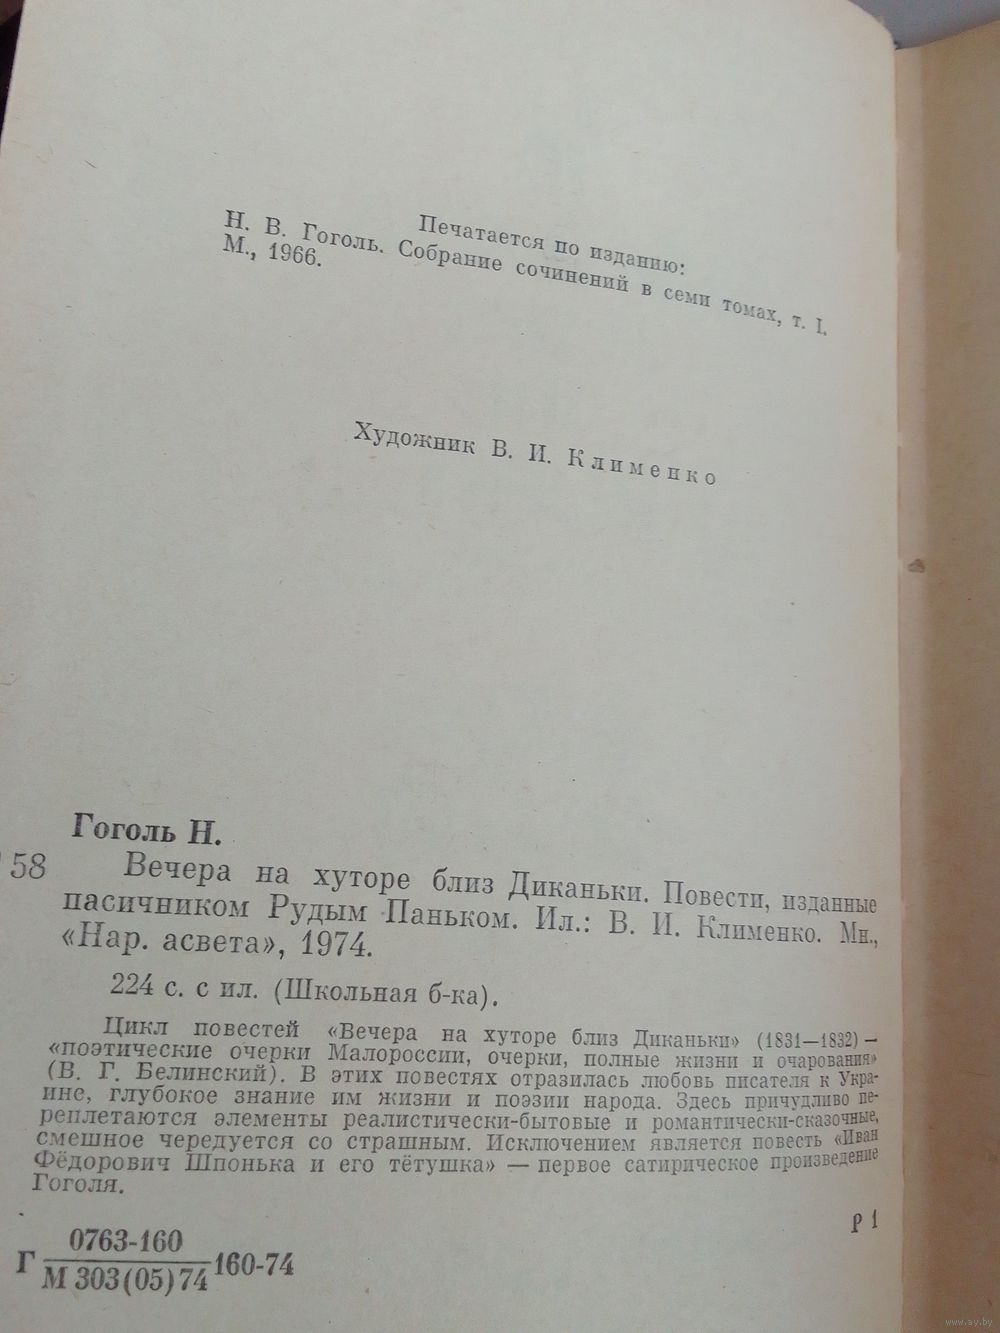 Печатается по изданию:
Н. В. Гоголь. Собрание сочинений в семи томах, т. I.
М., 1966.
Художник В. И. Клименко
Гоголь Н.
58
Вечера на хуторе близ Диканьки. Повести, изданные
пасичником Рудым Паньком. Ил.: В. И. Клименко. Мн.,
«Нар. асвета», 1974.
224 с. с ил. (Школьная б-ка).
Цикл повестей «Вечера на хуторе близ Диканьки» (1831—1832) —
«поэтические очерки Малороссии, очерки, полные жизни и очарования»
(В. Г. Белинский). В этих повестях отразилась любовь писателя к Укра-
ине, глубокое знание им жизни и поэзии народа. Здесь причудливо пе-
реплетаются элементы реалистически-бытовые и романтически-сказочные,
смешное чередуется со страшным. Исключением является повесть «Иван
Фёдорович Шпонька и его тётушка» — первое сатирическое произведение
Гоголя.
р 1
Г 0763-160
М 303(05)74 160-74
www.ay.by